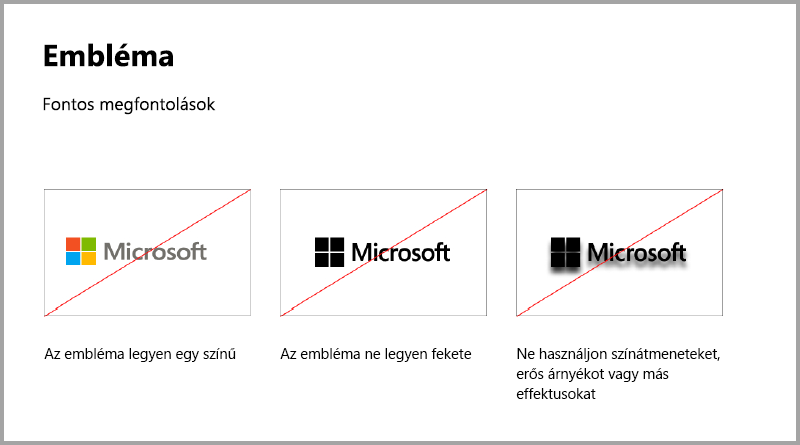 Embléma
Fontos megfontolások
Microsoft
Microsoft
Microsoft
Az embléma legyen egy színű
Az embléma ne legyen fekete
Ne használjon színátmeneteket,
erős árnyékot vagy más
effektusokat